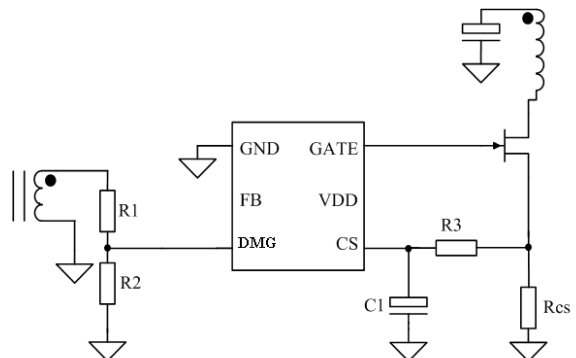 GND GATE
R1
FB VDD
DMG CS
R3
R2
C1
Rcs